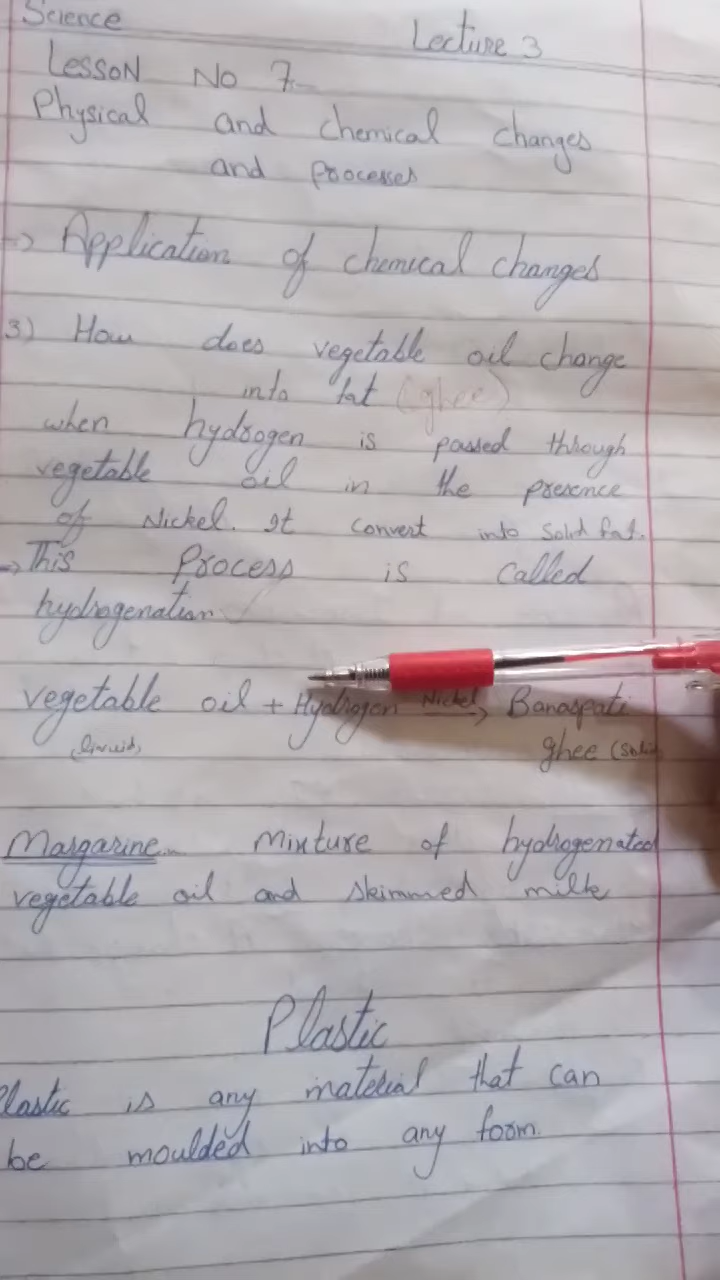 Science Lecture 3
Lesson No 7
Physical and chemical changes
and processes
=> Application of chemical changes
3) How does vegetable oil change
into fat (ghee)
when hydrogen is passed through
vegetable oil in the presence
of Nickel. It convert into solid fat.
→ This Process is called
hydrogenation
vegetable oil + Hydrogen Nickel → Banaspati
(liquid) ghee (Solid
Margarine mixture of hydrogenated
vegetable oil and skimmed milk
Plastic
Plastic is any material that can
be moulded into any form.